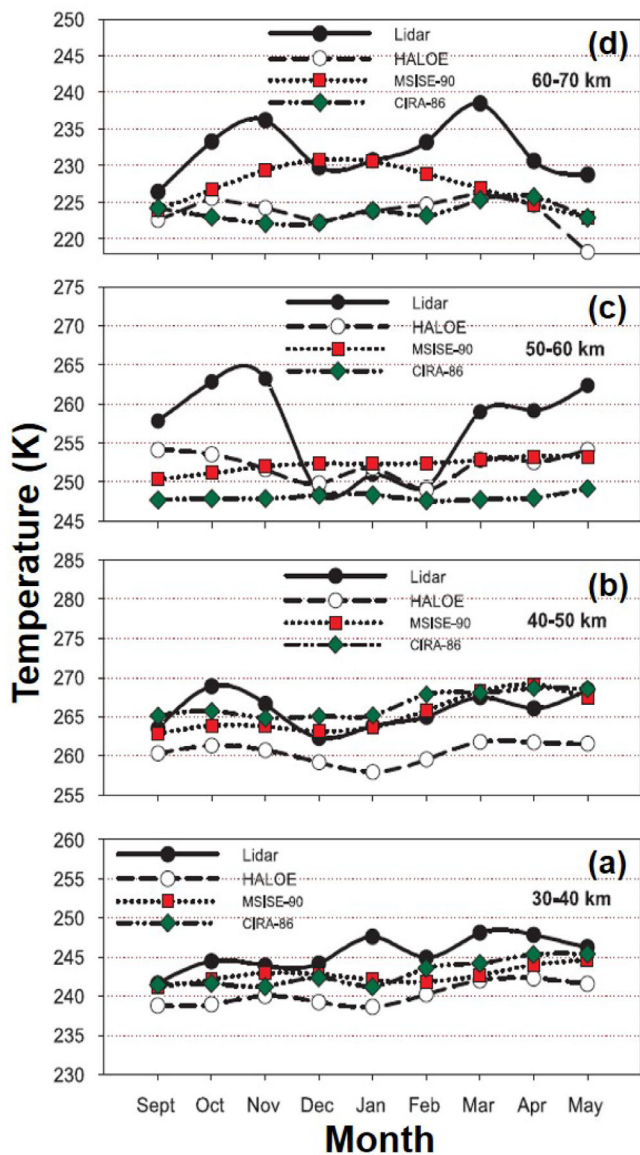 250
245
240
235
230
225
220
Lidar
HALOE
MSISE-90
CIRA-86
(d)
60-70 km
275
270
265
260
255
250
245
Lidar
HALOE
MSISE-90
CIRA-86
(c)
50-60 km
285
280
275
270
265
260
255
Lidar
HALOE
MSISE-90
CIRA-86
(b)
40-50 km
260
255
250
245
240
235
230
Lidar
HALOE
MSISE-90
CIRA-86
(a)
30-40 km
Temperature (K)
Sept Oct Nov Dec Jan Feb Mar Apr May
Month